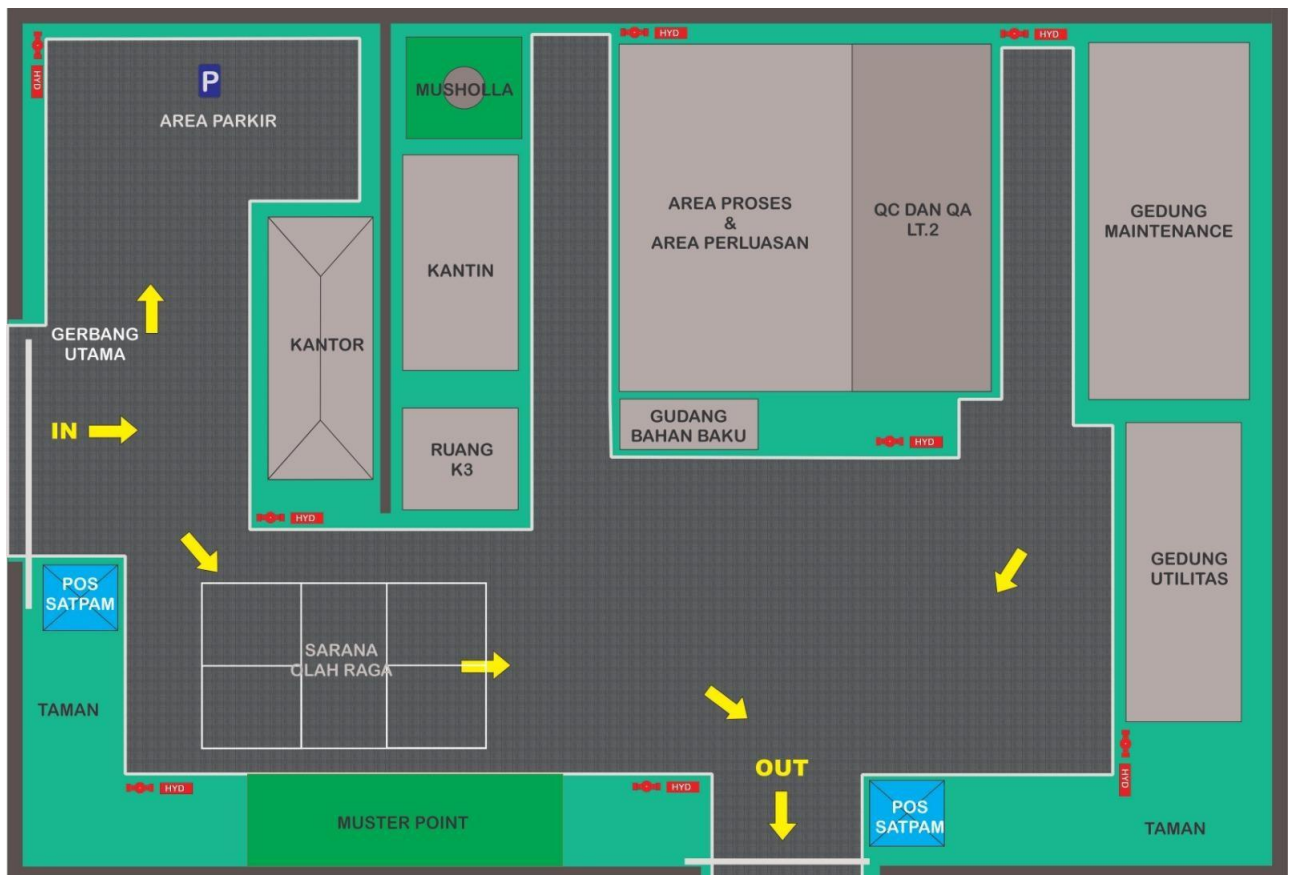 HYD
HYD
HYD
P
AREA PARKIR
MUSHOLLA
AREA PROSES
&
AREA PERLUASAN
QC DAN QA
LT.2
GEDUNG
MAINTENANCE
KANTIN
GERBANG
UTAMA
KANTOR
IN
GUDANG
BAHAN BAKU
HYD
RUANG
K3
HYD
GEDUNG
UTILITAS
POS
SATPAM
SARANA
OLAH RAGA
TAMAN
OUT
HYD
HYD
HYD
MUSTER POINT
POS
SATPAM
TAMAN